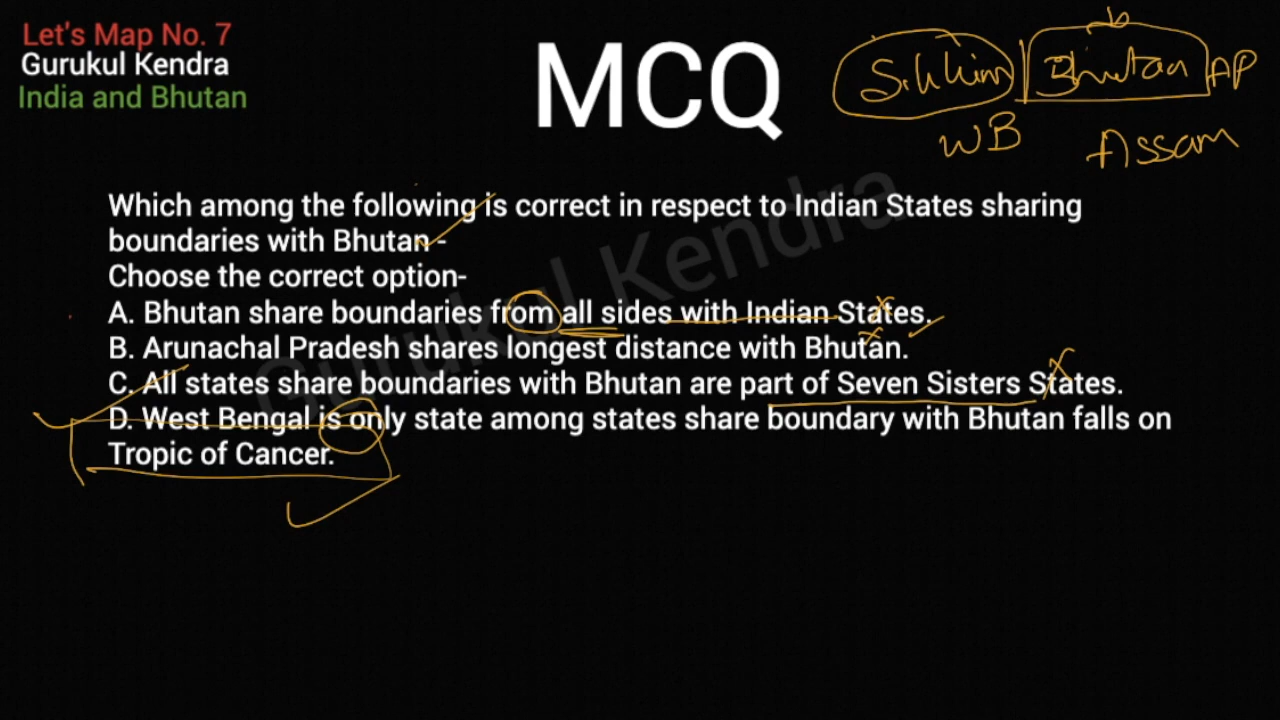 Let's Map No. 7
Gurukul Kendra
India and Bhutan
MCQ
Sikkim Bhutan AP
WB Assam
Which among the following is correct in respect to Indian States sharing
boundaries with Bhutan -
Choose the correct option-
A. Bhutan share boundaries from all sides with Indian States.
B. Arunachal Pradesh shares longest distance with Bhutan.
C. All states share boundaries with Bhutan are part of Seven Sisters States.
D. West Bengal is only state among states share boundary with Bhutan falls on
Tropic of Cancer.
Gurukul Kendra